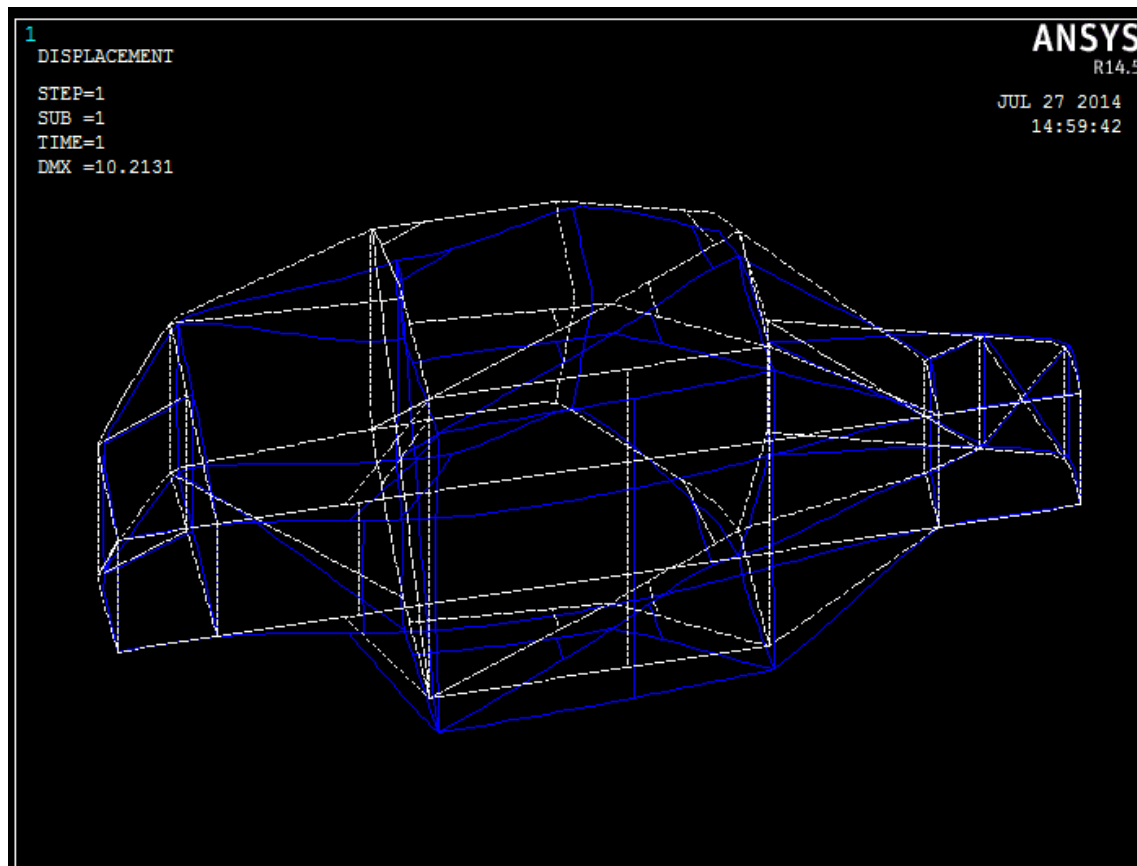 1
DISPLACEMENT
STEP=1
SUB =1
TIME=1
DMX =10.2131
ANSYS
R14.5
JUL 27 2014
14:59:42